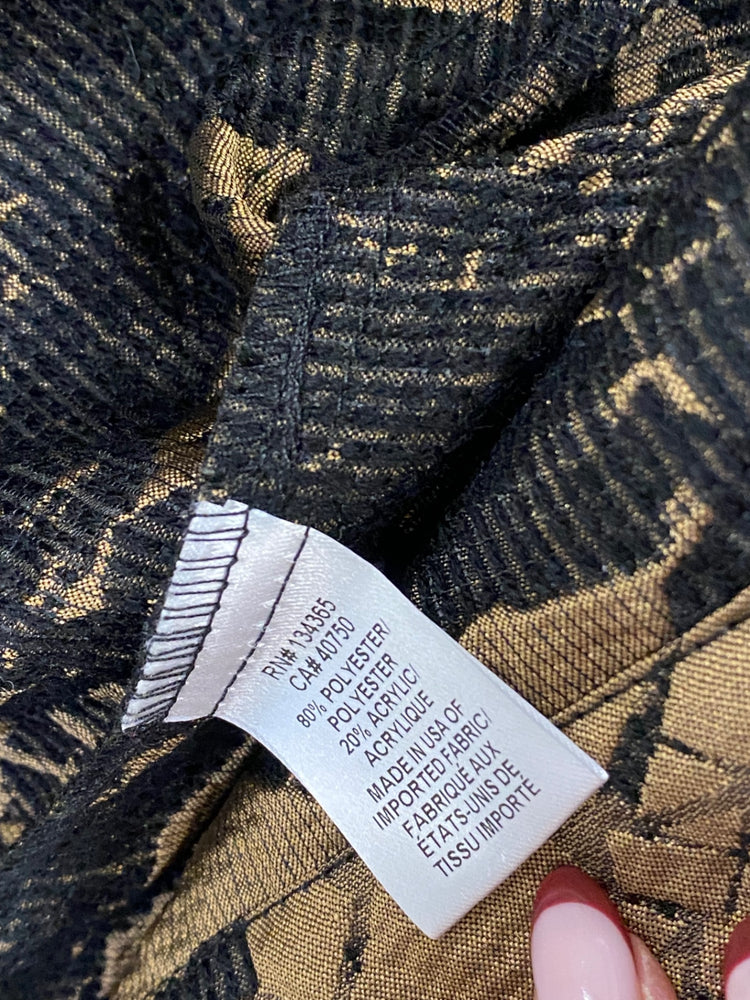 RN# 134365
CA# 40750
80% POLYESTER/
POLYESTER
20% ACRYLIC/
ACRYLIQUE
MADE IN USA OF
IMPORTED FABRIC/
FABRIQUÉ AUX
ÉTATS-UNIS DE
TISSU IMPORTÉ